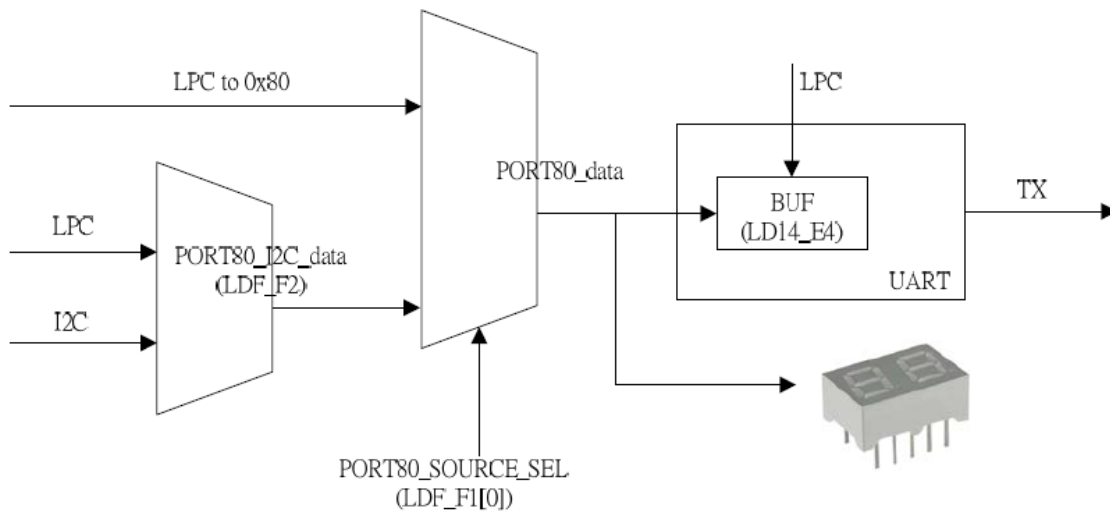 LPC to 0x80
LPC
PORT80_data
BUF
(LD14_E4)
TX
LPC
PORT80_I2C_data
(LDF_F2)
UART
I2C
PORT80_SOURCE_SEL
(LDF_F1[0])